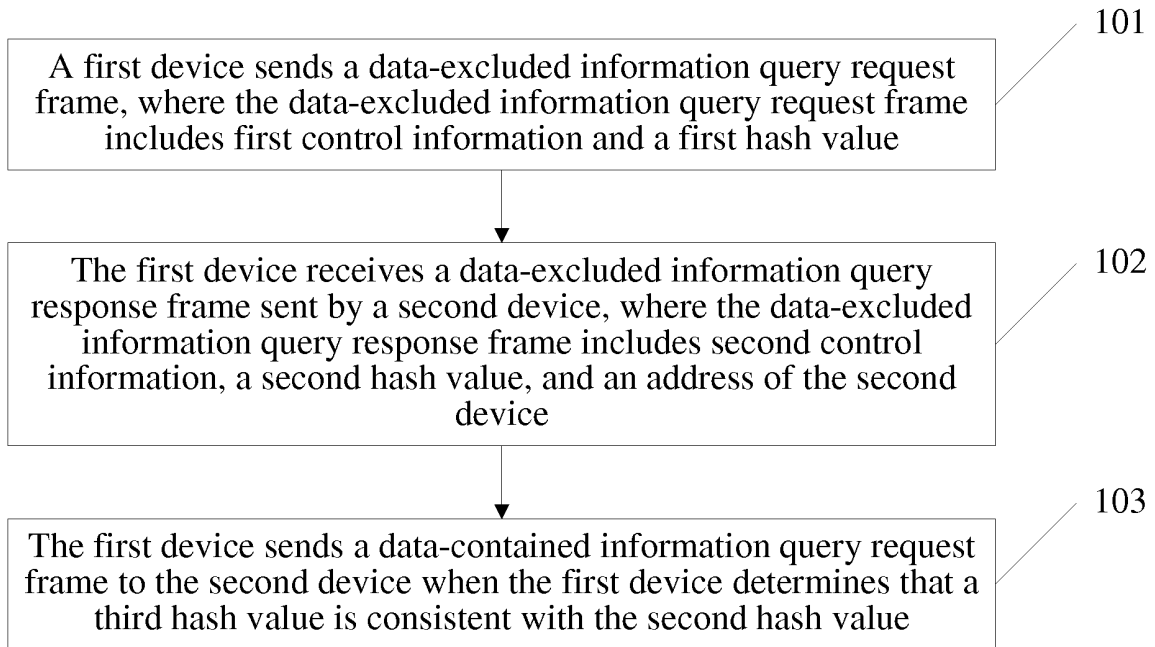 101
A first device sends a data-excluded information query request
frame, where the data-excluded information query request frame
includes first control information and a first hash value
102
The first device receives a data-excluded information query
response frame sent by a second device, where the data-excluded
information query response frame includes second control
information, a second hash value, and an address of the second
device
103
The first device sends a data-contained information query request
frame to the second device when the first device determines that a
third hash value is consistent with the second hash value